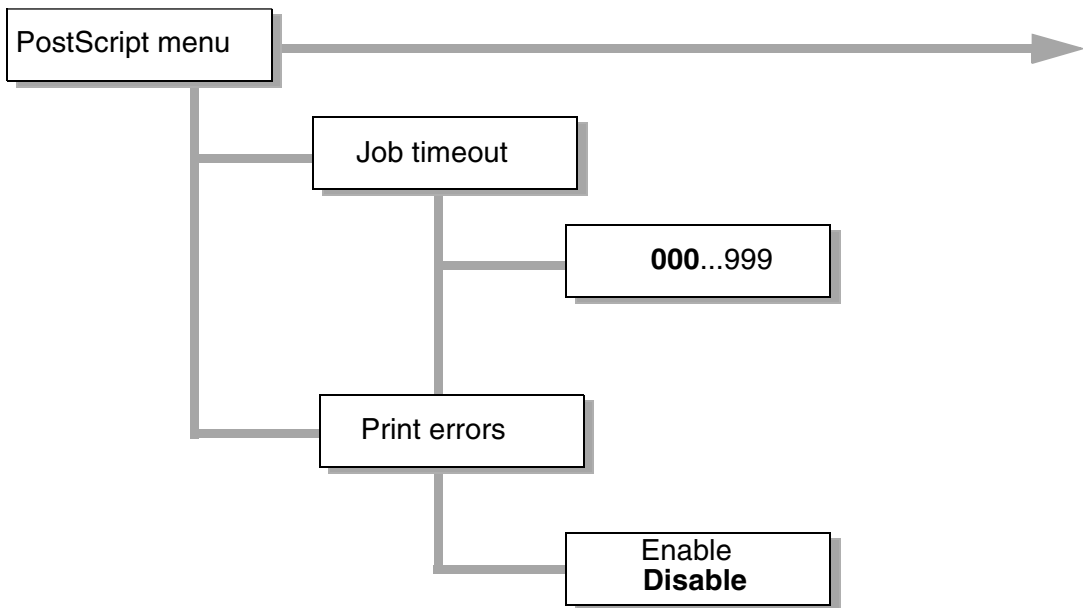 PostScript menu
Job timeout
000...999
Print errors
Enable
Disable